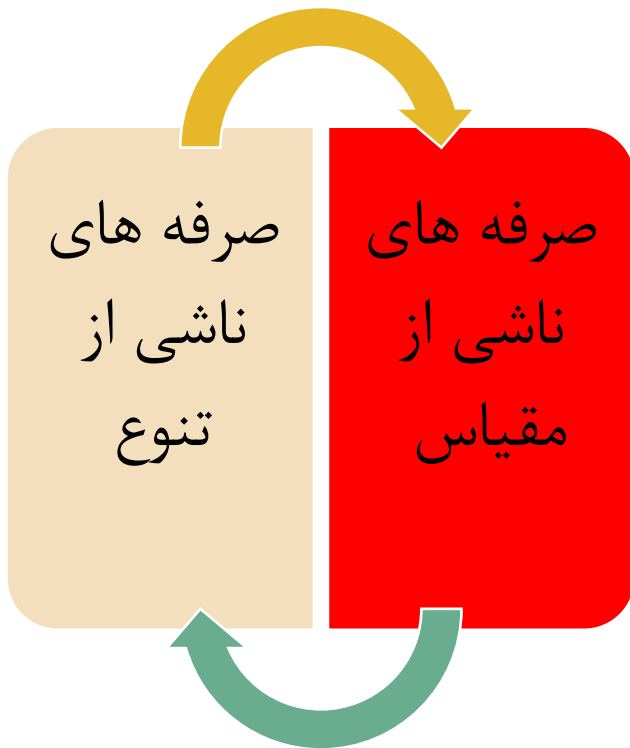 صرفه های
ناشی از
مقیاس
صرفه های
ناشی از
تنوع